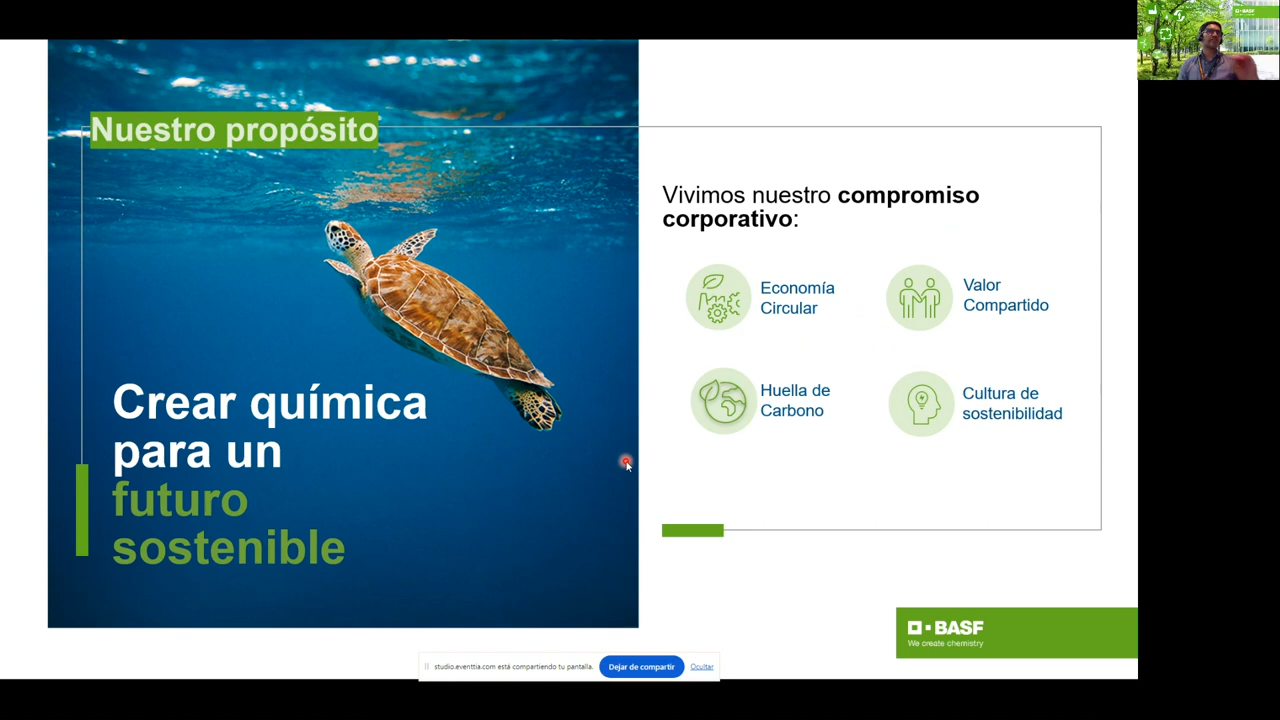 Nuestro propósito
Crear química
para un
futuro
sostenible
Vivimos nuestro compromiso
corporativo:
Economía
Circular
Valor
Compartido
Huella de
Carbono
Cultura de
sostenibilidad
BASF
We create chemistry
studio.eventtia.com está compartiendo tu pantalla.
Dejar de compartir
Ocultar
BASF